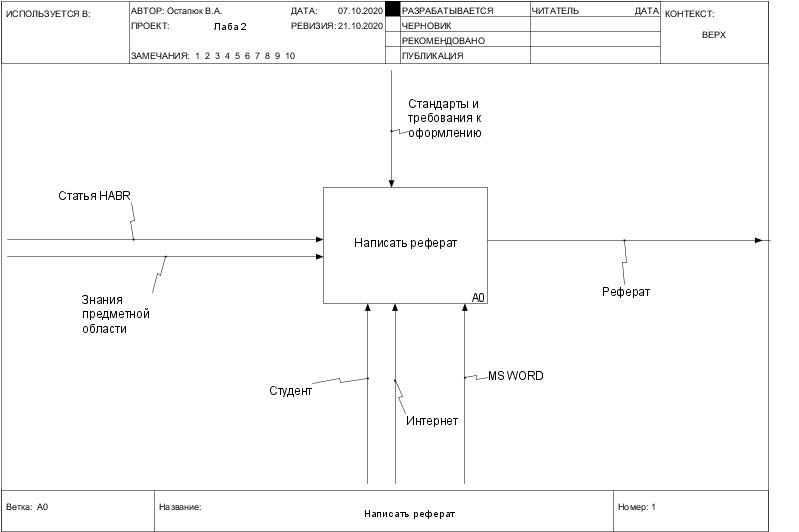 ИСПОЛЬЗУЕТСЯ В:
АВТОР: Остапюк В.А.
ДАТА: 07.10.2020
ПРОЕКТ: Лаба 2
РЕВИЗИЯ: 21.10.2020
ЗАМЕЧАНИЯ: 1 2 3 4 5 6 7 8 9 10
РАЗРАБАТЫВАЕТСЯ
ЧЕРНОВИК
РЕКОМЕНДОВАНО
ПУБЛИКАЦИЯ
ЧИТАТЕЛЬ ДАТА
КОНТЕКСТ:
ВЕРХ
Стандарты и
требования к
оформлению
Статья HABR
Написать реферат
A0
Знания
предметной
области
Реферат
Студент
MS WORD
Интернет
Ветка: A0
Название:
Написать реферат
Номер: 1